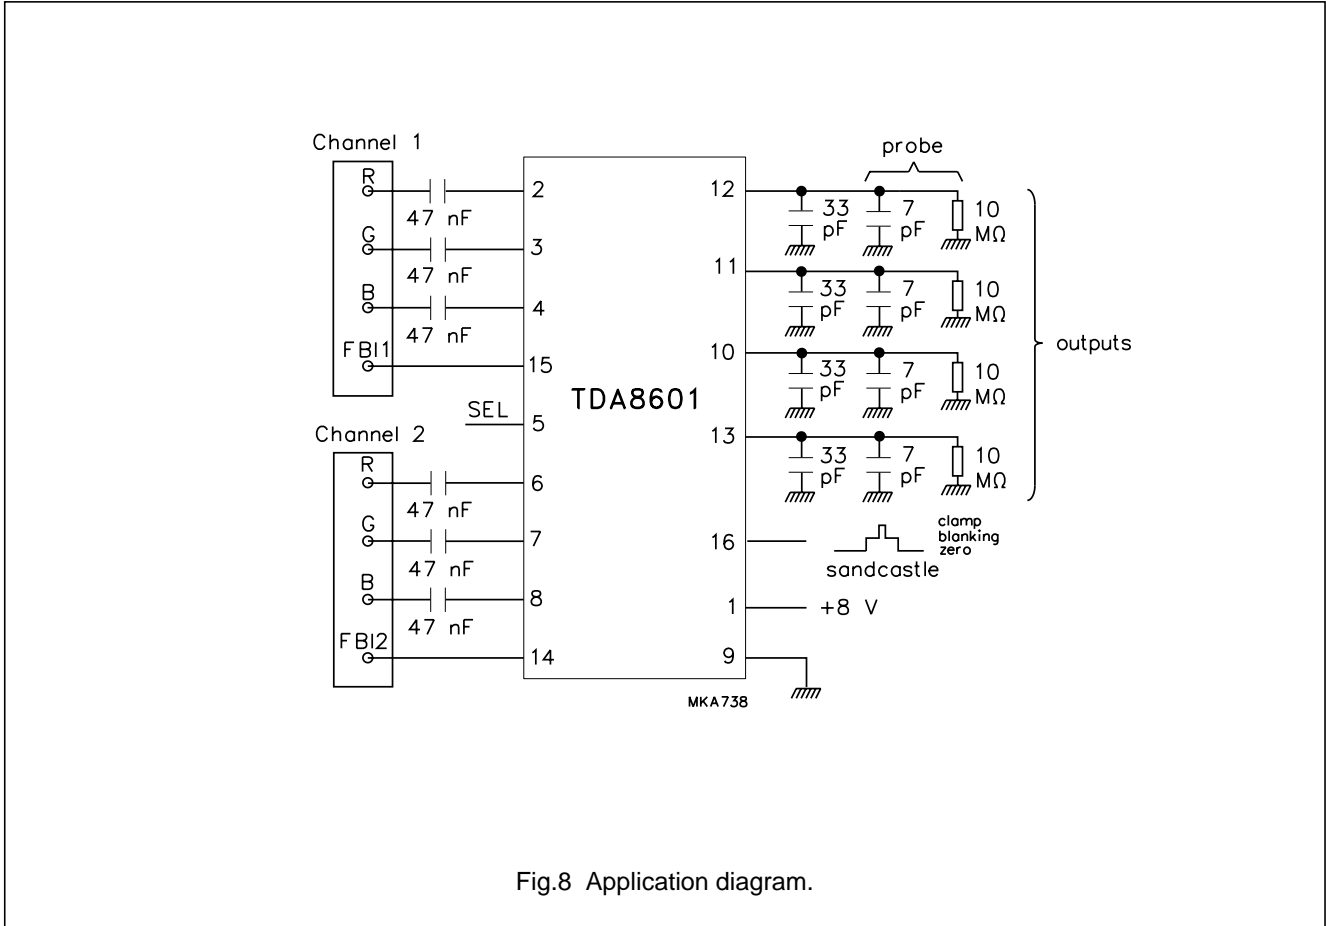 Channel 1
R
47 nF
G
47 nF
B
47 nF
FBI1
SEL
Channel 2
R
47 nF
G
47 nF
B
47 nF
FBI2
2
3
4
15
5
6
7
8
14
TDA8601
12
11
10
13
16
1
9
MKA738
probe
33 pF
7 pF
10 MΩ
33 pF
7 pF
10 MΩ
33 pF
7 pF
10 MΩ
33 pF
7 pF
10 MΩ
outputs
clamp
blanking
zero
sandcastle
+8 V
Fig.8 Application diagram.